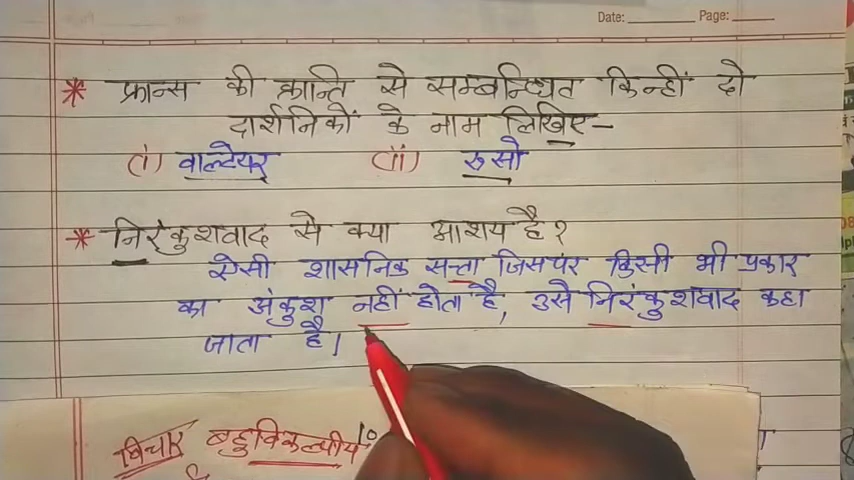 Date: Page:
* फ्रान्स की क्रान्ति से सम्बन्धित किन्हीं दो
दार्शनिकों के नाम लिखिए-
(i) वाल्टेयर (ii) रूसो
* निरंकुशवाद से क्या आशय है?
ऐसी शासनिक सत्ता जिसपर किसी भी प्रकार
का अंकुश नहीं होता है, उसे निरंकुशवाद कहा
जाता है।
विचार बहुविकल्पीय